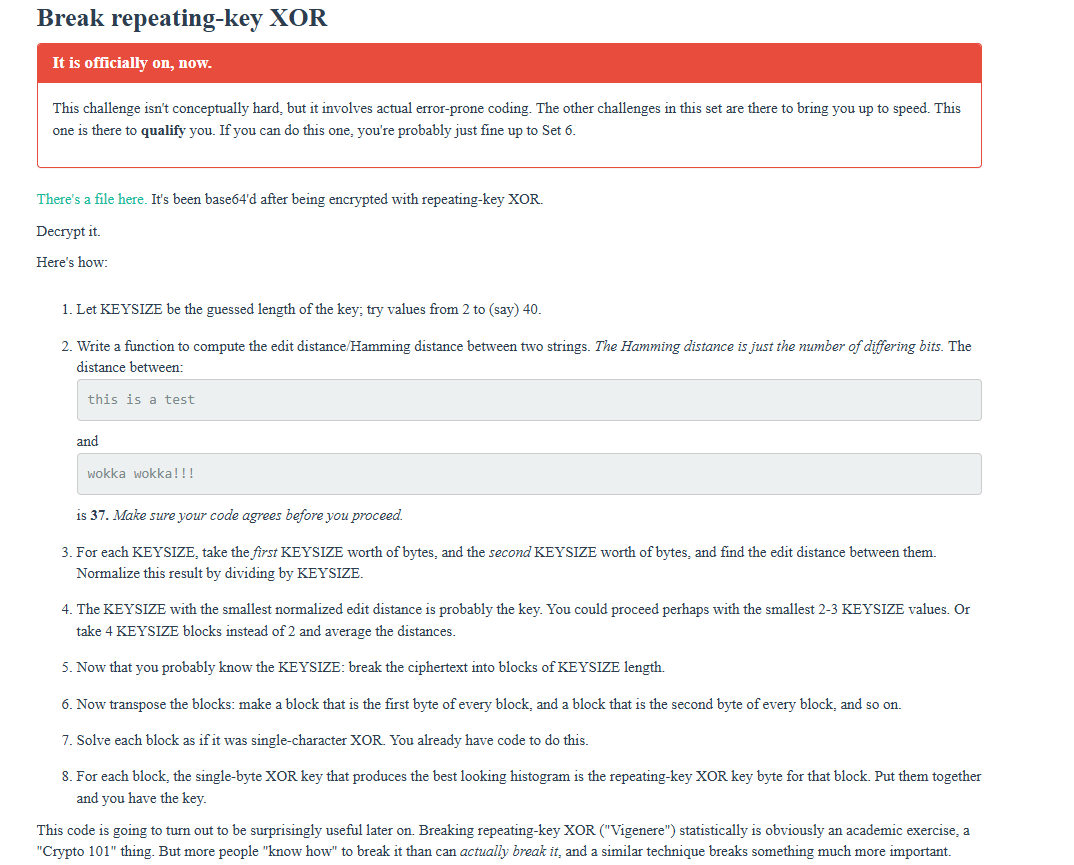 Break repeating-key XOR
It is officially on, now.
This challenge isn't conceptually hard, but it involves actual error-prone coding. The other challenges in this set are there to bring you up to speed. This
one is there to qualify you. If you can do this one, you're probably just fine up to Set 6.
There's a file here. It's been base64'd after being encrypted with repeating-key XOR.
Decrypt it.
Here's how:
1. Let KEYSIZE be the guessed length of the key; try values from 2 to (say) 40.
2. Write a function to compute the edit distance/Hamming distance between two strings. The Hamming distance is just the number of differing bits. The
distance between:
this is a test
and
wokka wokka!!!
is 37. Make sure your code agrees before you proceed.
3. For each KEYSIZE, take the first KEYSIZE worth of bytes, and the second KEYSIZE worth of bytes, and find the edit distance between them.
Normalize this result by dividing by KEYSIZE.
4. The KEYSIZE with the smallest normalized edit distance is probably the key. You could proceed perhaps with the smallest 2-3 KEYSIZE values. Or
take 4 KEYSIZE blocks instead of 2 and average the distances.
5. Now that you probably know the KEYSIZE: break the ciphertext into blocks of KEYSIZE length.
6. Now transpose the blocks: make a block that is the first byte of every block, and a block that is the second byte of every block, and so on.
7. Solve each block as if it was single-character XOR. You already have code to do this.
8. For each block, the single-byte XOR key that produces the best looking histogram is the repeating-key XOR key byte for that block. Put them together
and you have the key.
This code is going to turn out to be surprisingly useful later on. Breaking repeating-key XOR ("Vigenere") statistically is obviously an academic exercise, a
"Crypto 101" thing. But more people "know how" to break it than can actually break it, and a similar technique breaks something much more important.